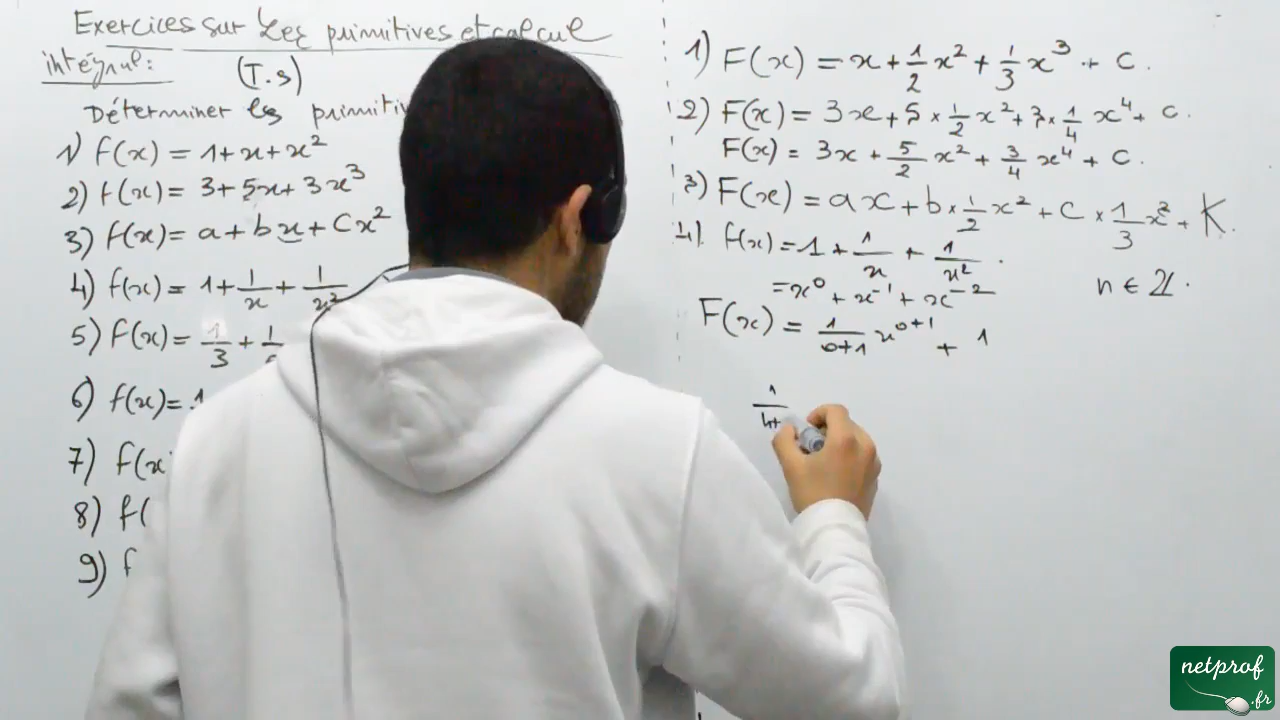 Exercices sur Les primitives et calcul
intégral:
(T.s)
Déterminer les primitiv
1) f(x) = 1+x+x²
2) f(x) = 3+5x+3x³
3) f(x) = a+bx+cx²
4) f(x) = 1+1/x+1/x²
5) f(x) = 1/3+1/
6) f(x)=1
7) f(x
8) f(
9) f
1) F(x) = x+1/2 x²+1/3 x³ + c.
2) F(x) = 3x+5×1/2 x²+3×1/4 x⁴+ c.
F(x) = 3x+5/2 x²+3/4 x⁴+ c.
3) F(x) = ax+b×1/2 x²+c×1/3 x³+ K.
4). f(x) = 1+1/x + 1/x².
=x⁰+x⁻¹+x⁻²
n ∈ ℤ.
F(x) = 1/0+1 x⁰⁺¹ + 1
1/n+
netprof
.fr